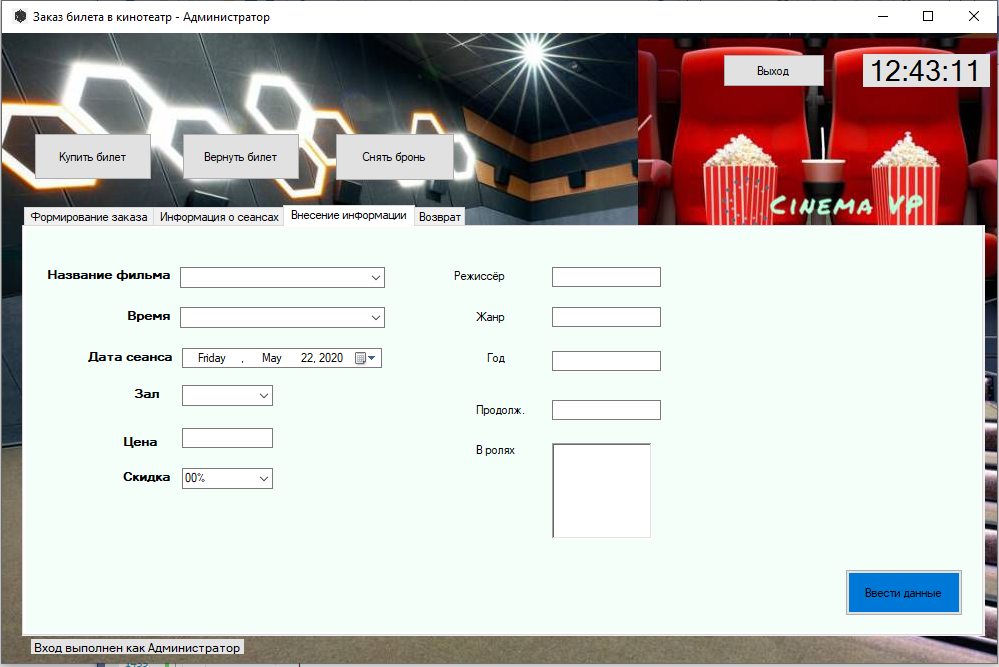 Заказ билета в кинотеатр - Администратор
Выход
12:43:11
Купить билет
Вернуть билет
Снять бронь
CINEMA VP
Формирование заказа
Информация о сеансах
Внесение информации
Возврат
Название фильма
Режиссёр
Время
Жанр
Дата сеанса
Friday , May 22, 2020
Год
Зал
Продолж.
Цена
В ролях
Скидка
00%
Ввести данные
Вход выполнен как Администратор